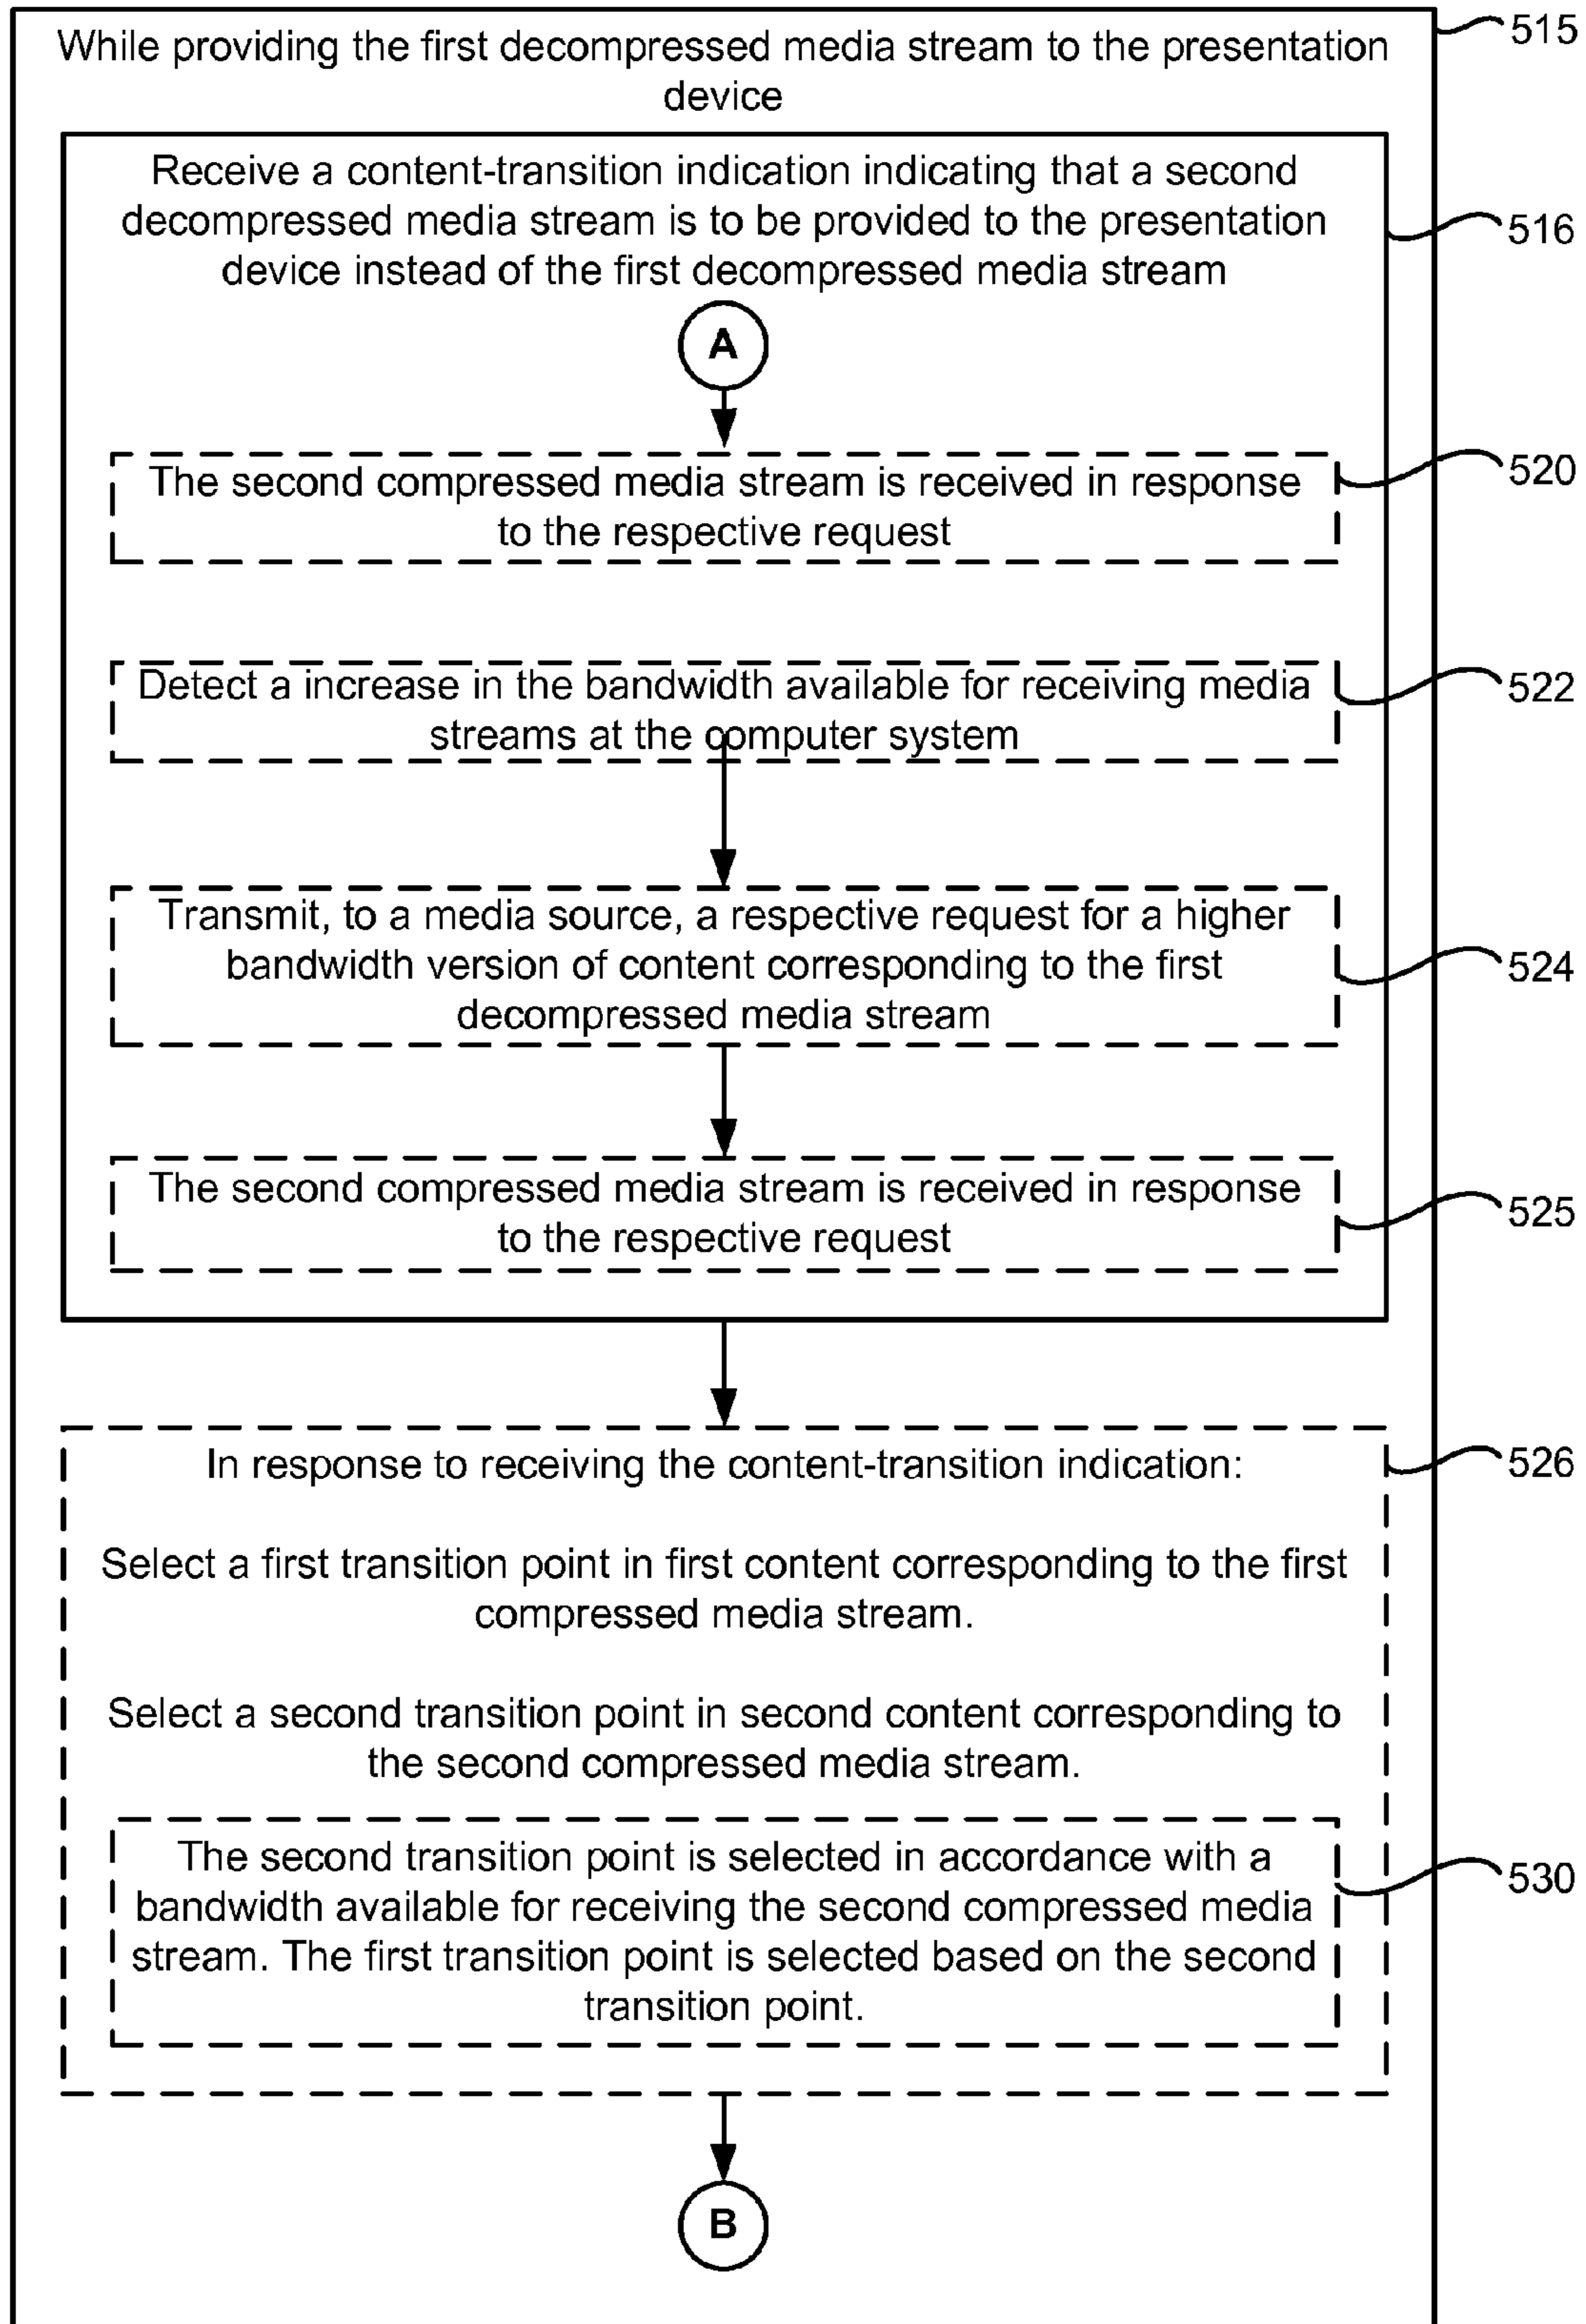 While providing the first decompressed media stream to the presentation
device
515
Receive a content-transition indication indicating that a second
decompressed media stream is to be provided to the presentation
device instead of the first decompressed media stream
516
A
The second compressed media stream is received in response
to the respective request
520
Detect a increase in the bandwidth available for receiving media
streams at the computer system
522
Transmit, to a media source, a respective request for a higher
bandwidth version of content corresponding to the first
decompressed media stream
524
The second compressed media stream is received in response
to the respective request
525
In response to receiving the content-transition indication:
526
Select a first transition point in first content corresponding to the first
compressed media stream.
Select a second transition point in second content corresponding to
the second compressed media stream.
The second transition point is selected in accordance with a
bandwidth available for receiving the second compressed media
stream. The first transition point is selected based on the second
transition point.
530
B